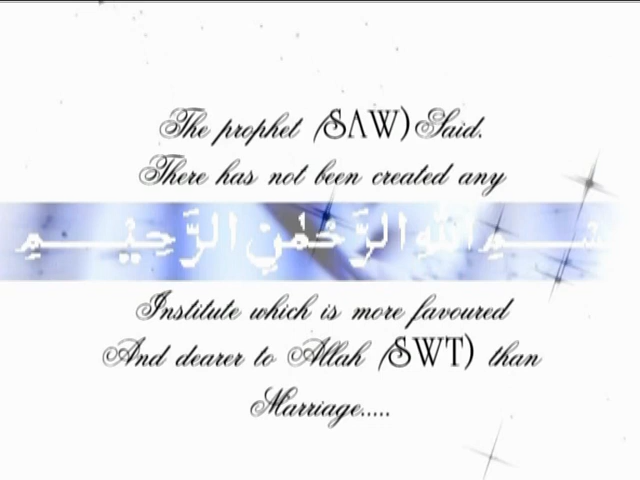 The prophet (SAW) Said.
There has not been created any
بِسْمِ اللهِ الرَّحْمٰنِ الرَّحِيْمِ
Institute which is more favoured
And dearer to Allah (SWT) than
Marriage.....